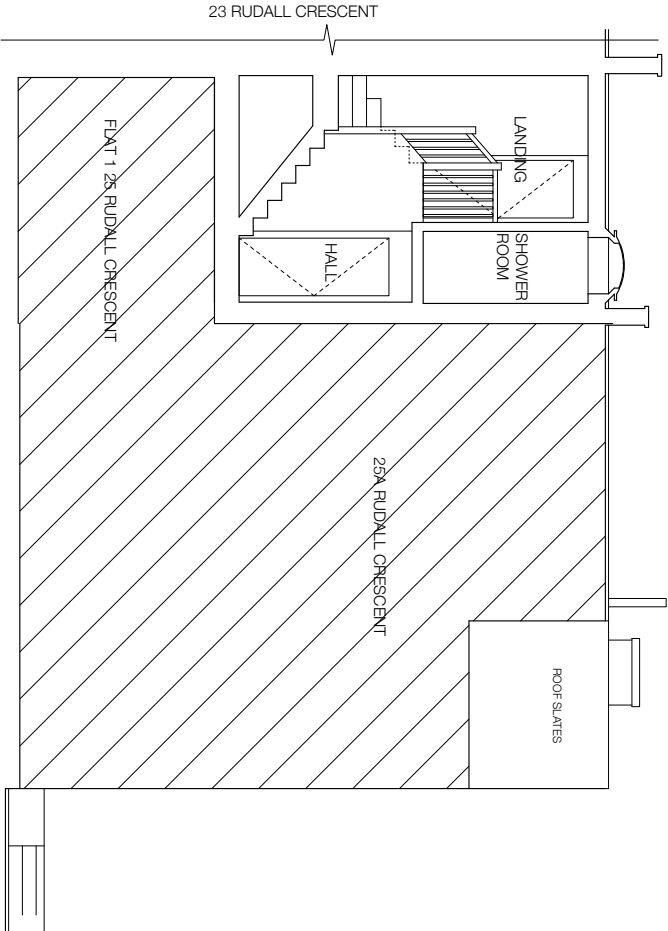 23 RUDALL CRESCENT
LANDING
SHOWER
ROOM
HALL
FLAT 1 25 RUDALL CRESCENT
25A RUDALL CRESCENT
ROOF SLATES